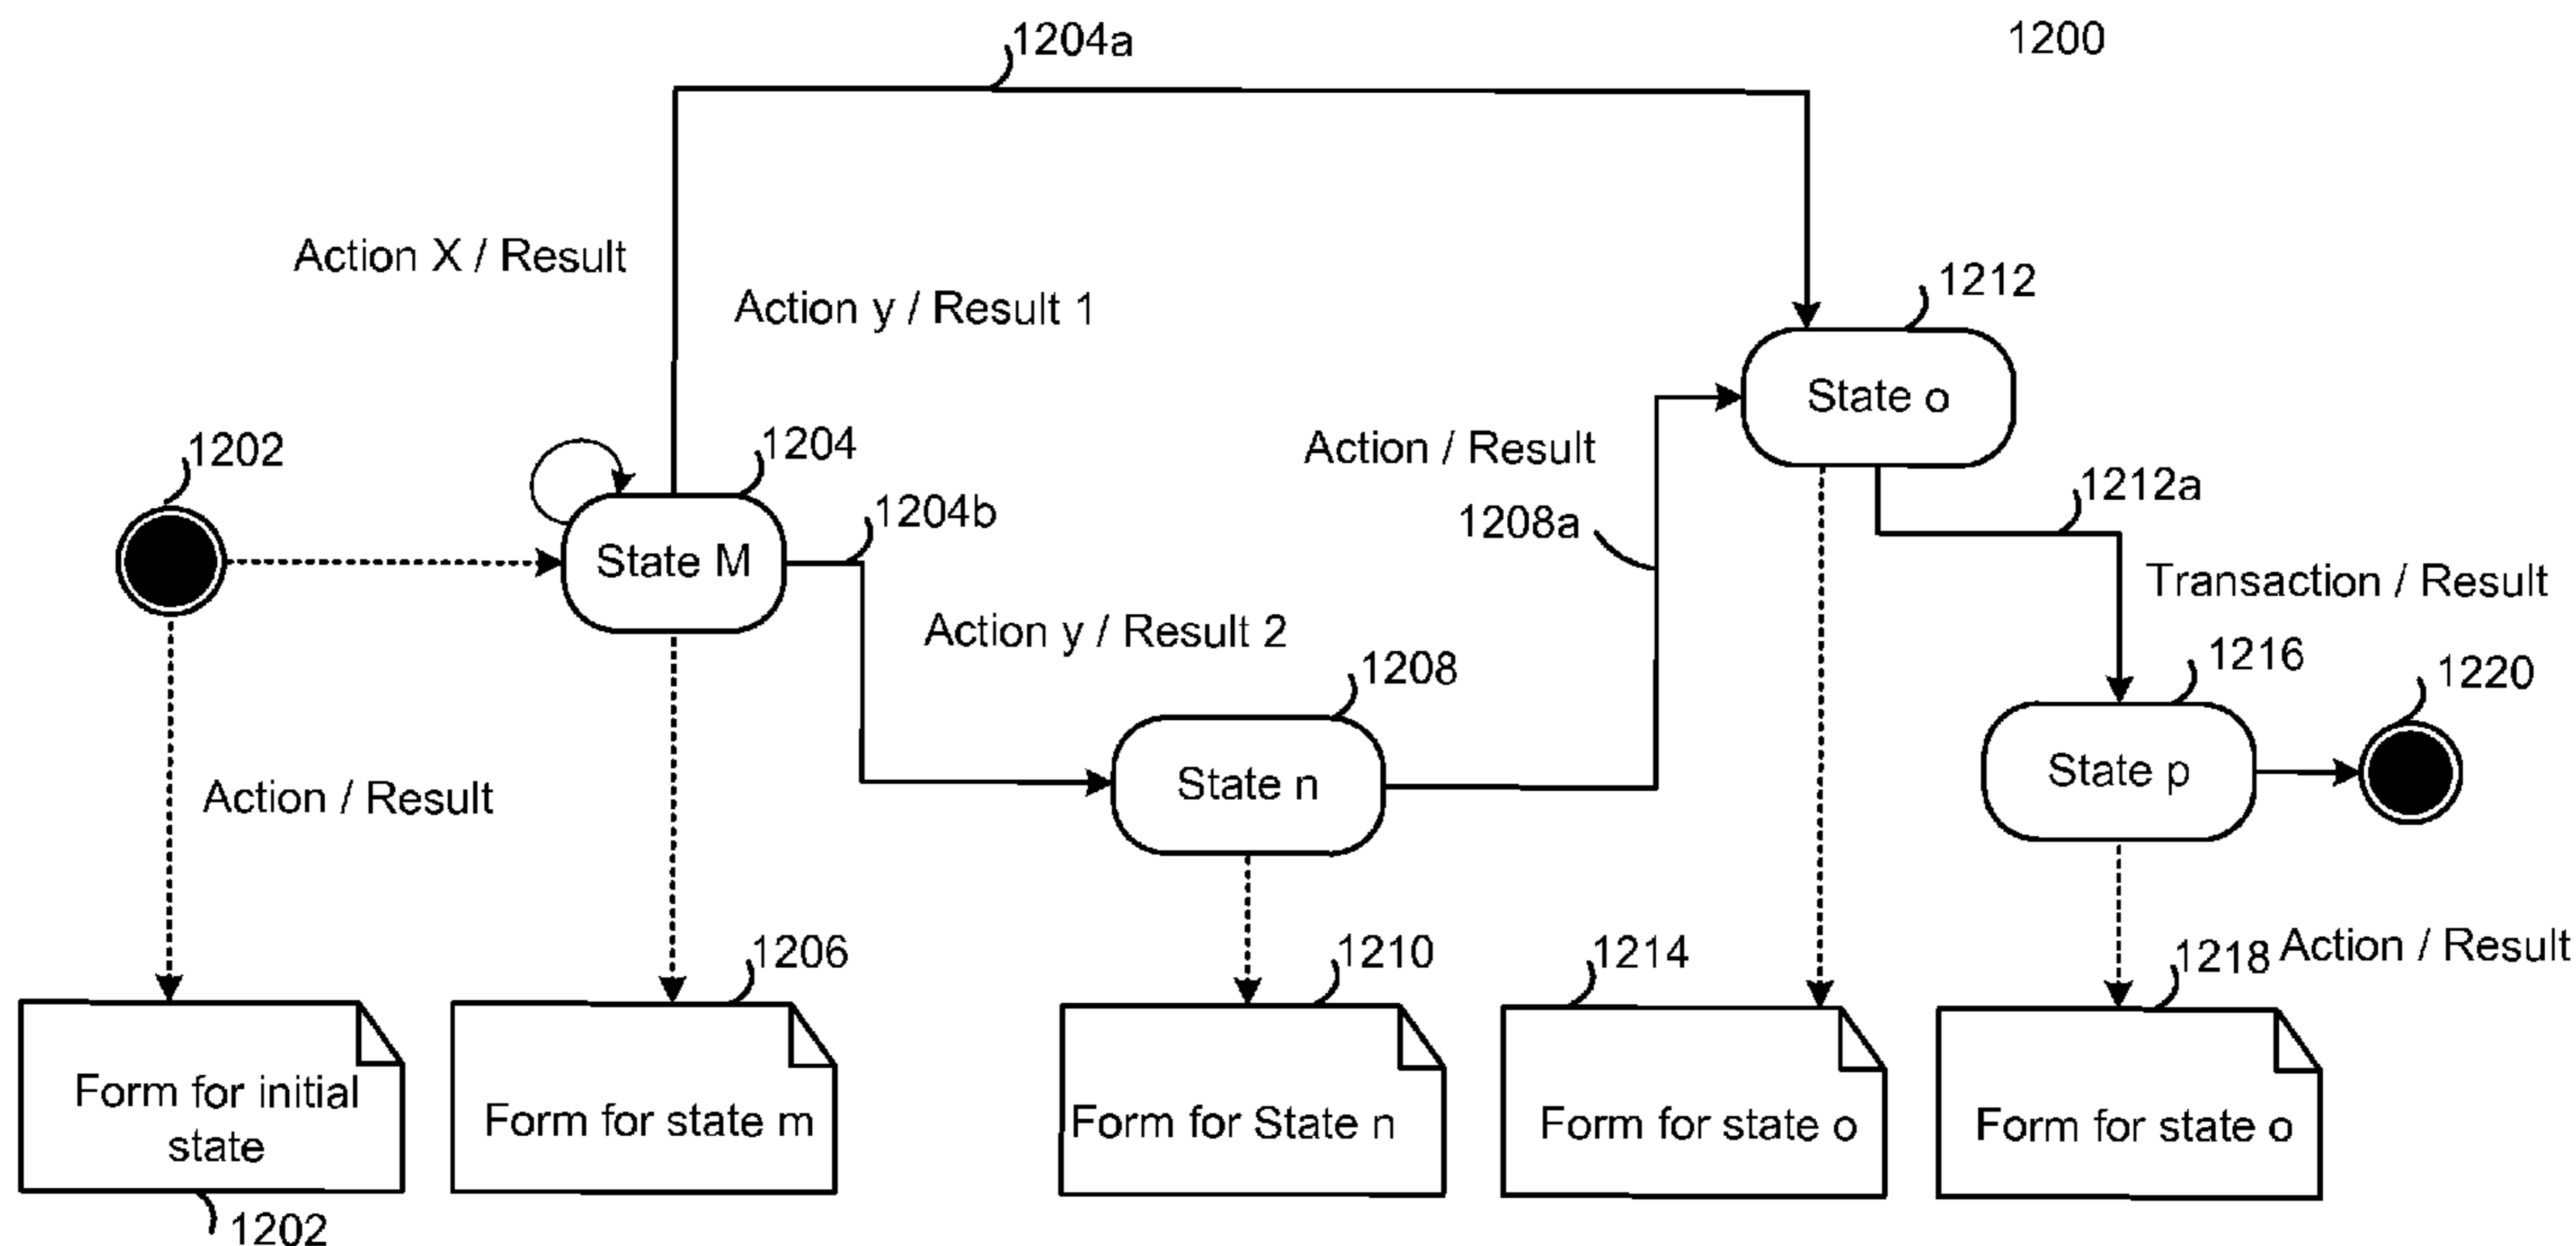 1204a
1200
Action X / Result
Action y / Result 1
1212
State o
1202
1204
Action / Result
1204b
1208a
1212a
State M
Transaction / Result
Action y / Result 2
1208
1216
1220
State n
State p
Action / Result
1206
1210
1214
1218
Action / Result
Form for initial
state
Form for state m
Form for State n
Form for state o
Form for state o
1202